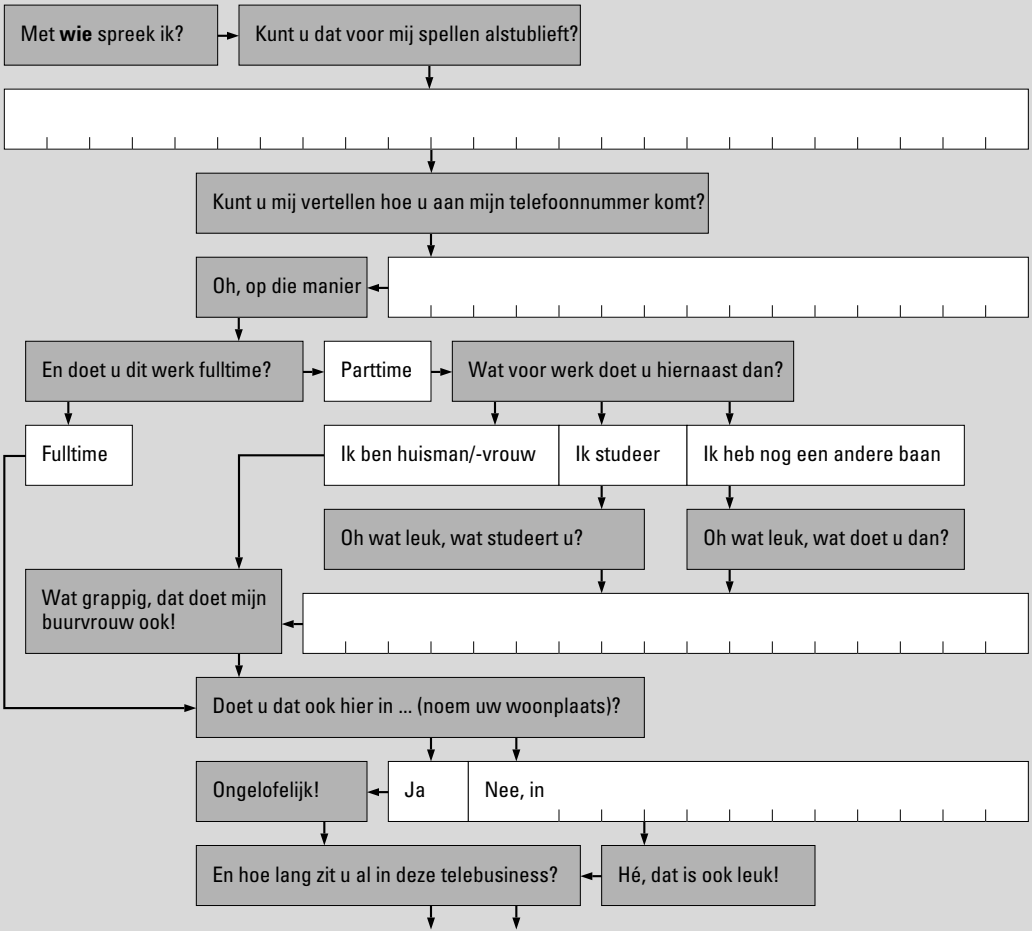 Met wie spreek ik?
Kunt u dat voor mij spellen alstublieft?
Kunt u mij vertellen hoe u aan mijn telefoonnummer komt?
Oh, op die manier
En doet u dit werk fulltime?
Parttime
Wat voor werk doet u hiernaast dan?
Fulltime
Ik ben huisman/-vrouw
Ik studeer
Ik heb nog een andere baan
Oh wat leuk, wat studeert u?
Oh wat leuk, wat doet u dan?
Wat grappig, dat doet mijn
buurvrouw ook!
Doet u dat ook hier in ... (noem uw woonplaats)?
Ongelofelijk!
Ja
Nee, in
En hoe lang zit u al in deze telebusiness?
Hé, dat is ook leuk!